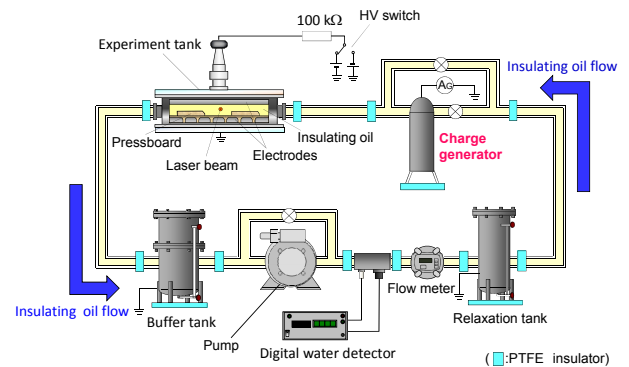 100 kΩ
HV switch
Experiment tank
Insulating oil flow
AG
Insulating oil
Pressboard
Laser beam
Electrodes
Charge
generator
Insulating oil flow
Buffer tank
Pump
Digital water detector
Flow meter
Relaxation tank
( :PTFE insulator)